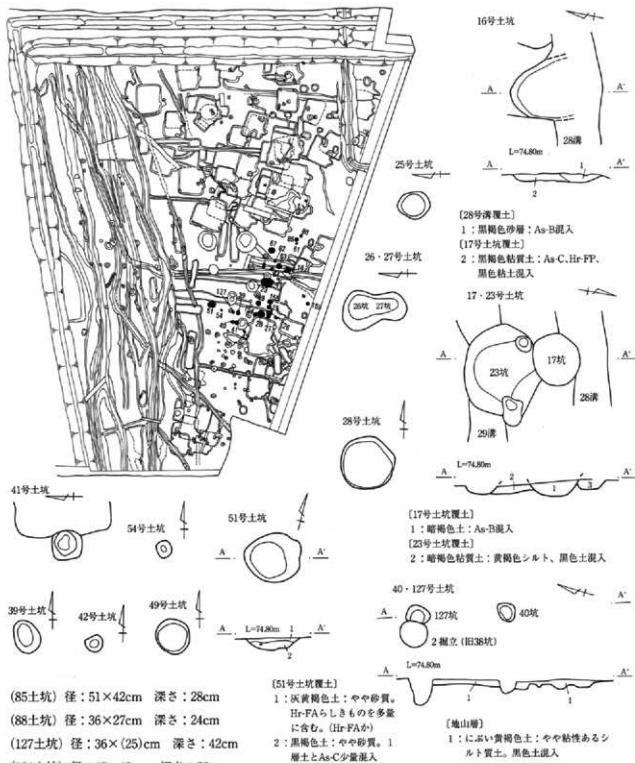 16号土坑
A
A'
28溝
L=74.80m
A
A'
1
2
[28号溝覆土]
1：黒褐色砂層：As-B混入
[17号土坑覆土]
2：黒褐色粘質土：As-C、Hr-FP、
黒色粘土混入
25号土坑
26・27号土坑
26坑 27坑
17・23号土坑
A
A'
23坑
17坑
28溝
29溝
L=74.80m
A
A'
2
1
3
[17号土坑覆土]
1：暗褐色土：As-B混入
[23号土坑覆土]
2：暗褐色粘質土：黄褐色シルト、黒色土混入
28号土坑
41号土坑
54号土坑
51号土坑
A
A'
39号土坑
42号土坑
49号土坑
A
L=74.80m
1
A'
2
40・127号土坑
A
A'
127坑
40坑
2掘立（旧38坑）
A
L=74.80m
A'
1
1
(85土坑) 径：51×42cm 深さ：28cm
(88土坑) 径：36×27cm 深さ：24cm
(127土坑) 径：36×(25)cm 深さ：42cm
[51号土坑覆土]
1：灰黄褐色土：やや砂質。
Hr-FAらしきものを多量
に含む。(Hr-FAか)
2：黒褐色土：やや砂質。1
層土とAs-C少量混入
[地山層]
1：にぶい黄褐色土：やや粘性あるシ
ルト質土。黒色土混入